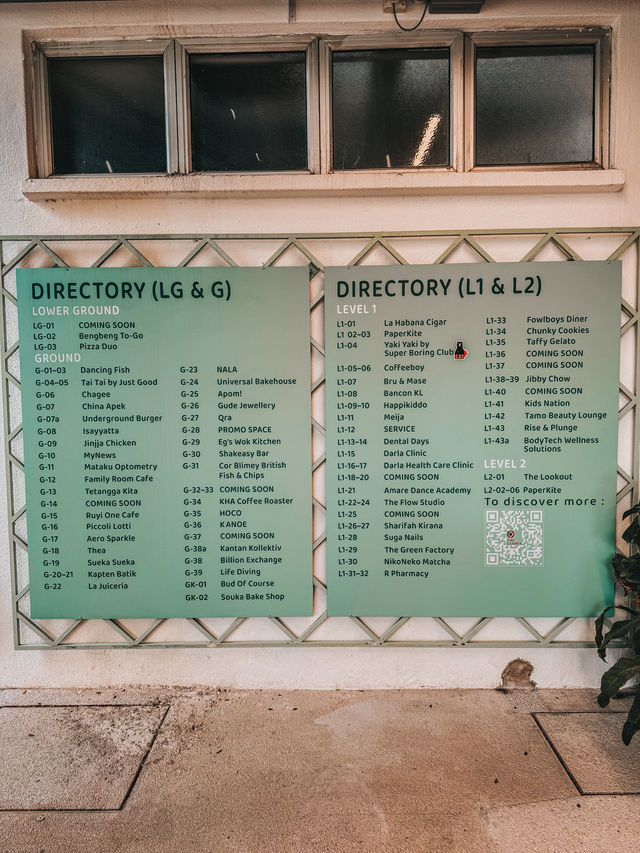 DIRECTORY (LG & G)
LOWER GROUND
LG-01 COMING SOON
LG-02 Bengbeng To-Go
LG-03 Pizza Duo
GROUND
G-01~03 Dancing Fish
G-04~05 Tai Tai by Just Good
G-06 Chagee
G-07 China Apek
G-07a Underground Burger
G-08 Isayyatta
G-09 Jinjja Chicken
G-10 MyNews
G-11 Mataku Optometry
G-12 Family Room Cafe
G-13 Tetangga Kita
G-14 COMING SOON
G-15 Ruyi One Cafe
G-16 Piccoli Lotti
G-17 Aero Sparkle
G-18 Thea
G-19 Sueka Sueka
G-20~21 Kapten Batik
G-22 La Juiceria
G-23 NALA
G-24 Universal Bakehouse
G-25 Apom!
G-26 Gude Jewellery
G-27 Qra
G-28 PROMO SPACE
G-29 Eg's Wok Kitchen
G-30 Shakeasy Bar
G-31 Cor Blimey British
Fish & Chips
G-32~33 COMING SOON
G-34 KHA Coffee Roaster
G-35 HOCO
G-36 KANOE
G-37 COMING SOON
G-38a Kantan Kollektiv
G-38 Billion Exchange
G-39 Life Diving
GK-01 Bud Of Course
GK-02 Souka Bake Shop
DIRECTORY (L1 & L2)
LEVEL 1
L1-01 La Habana Cigar
L1 02~03 PaperKite
L1-04 Yaki Yaki by
Super Boring Club
L1-05~06 Coffeeboy
L1-07 Bru & Mase
L1-08 Bancon KL
L1-09~10 Happikiddo
L1-11 Meija
L1-12 SERVICE
L1-13~14 Dental Days
L1-15 Darla Clinic
L1-16~17 Darla Health Care Clinic
L1-18~20 COMING SOON
L1-21 Amare Dance Academy
L1-22~24 The Flow Studio
L1-25 COMING SOON
L1-26~27 Sharifah Kirana
L1-28 Suga Nails
L1-29 The Green Factory
L1-30 NikoNeko Matcha
L1-31~32 R Pharmacy
L1-33 Fowlboys Diner
L1-34 Chunky Cookies
L1-35 Taffy Gelato
L1-36 COMING SOON
L1-37 COMING SOON
L1-38~39 Jibby Chow
L1-40 COMING SOON
L1-41 Kids Nation
L1-42 Tamo Beauty Lounge
L1-43 Rise & Plunge
L1-43a BodyTech Wellness
Solutions
LEVEL 2
L2-01 The Lookout
L2-02~06 PaperKite
To discover more :